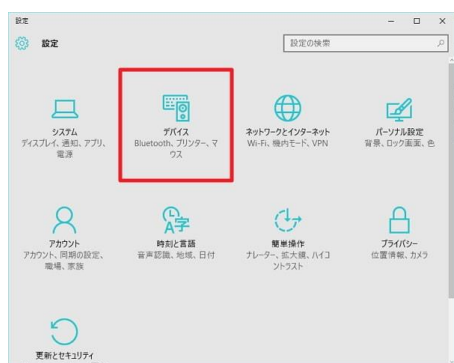 設定
設定
設定の検索
システム
ディスプレイ、通知、アプリ、
電源
デバイス
Bluetooth、プリンター、マ
ウス
ネットワークとインターネット
Wi-Fi、機内モード、VPN
パーソナル設定
背景、ロック画面、色
アカウント
アカウント、同期の設定、
職場、家族
時刻と言語
音声認識、地域、日付
簡単操作
ナレーター、拡大鏡、ハイコ
ントラスト
プライバシー
位置情報、カメラ
更新とセキュリティ